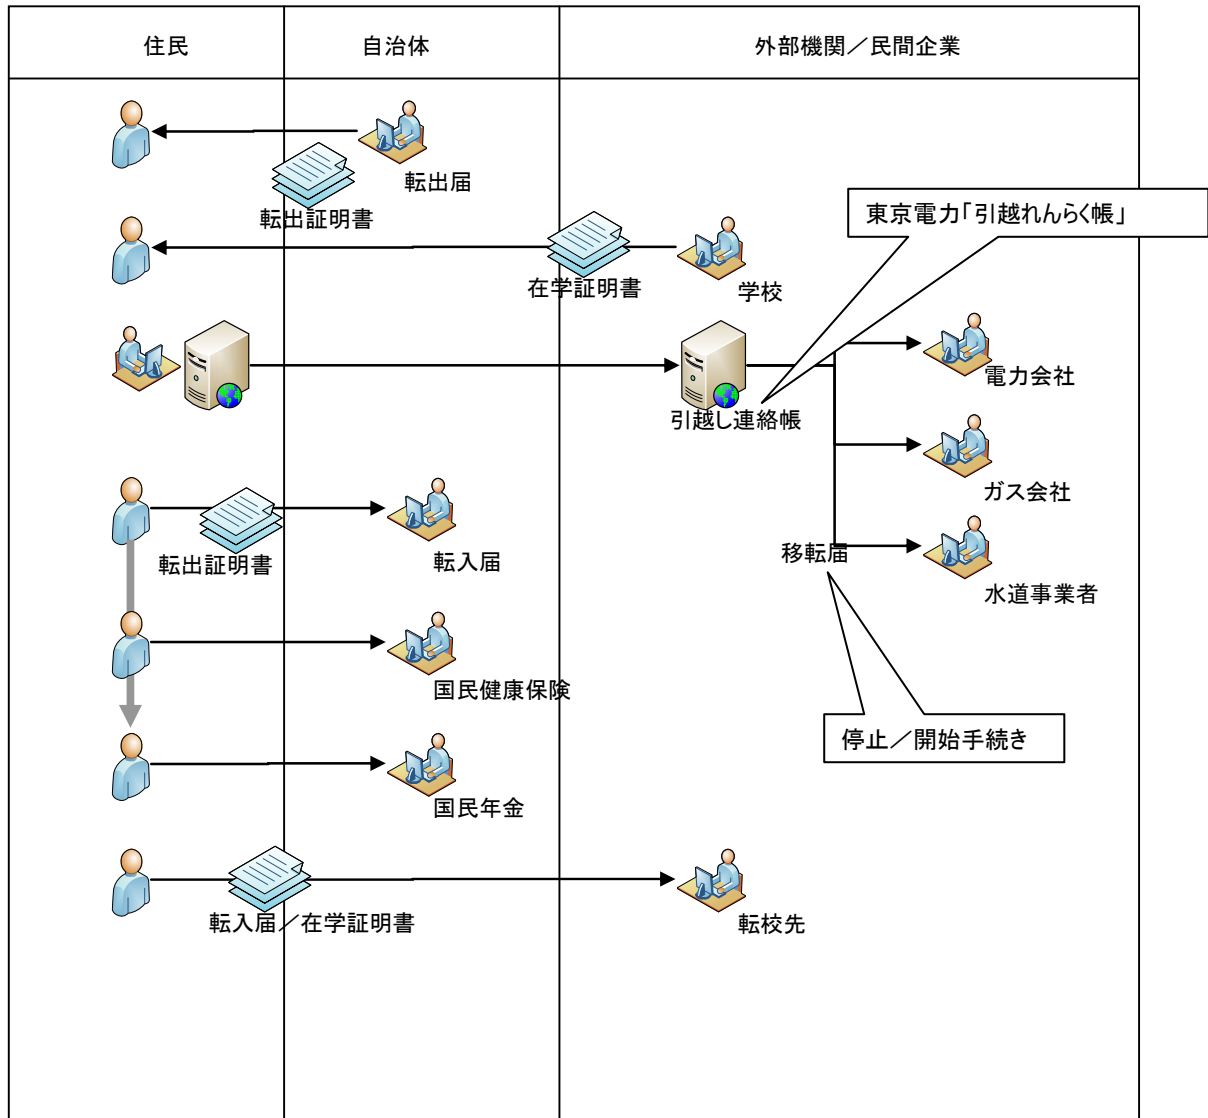 住民
自治体
外部機関／民間企業
転出届
転出証明書
東京電力「引越れんらく帳」
在学証明書
学校
電力会社
引越し連絡帳
ガス会社
転出証明書
転入届
移転届
水道事業者
国民健康保険
停止／開始手続き
国民年金
転入届／在学証明書
転校先